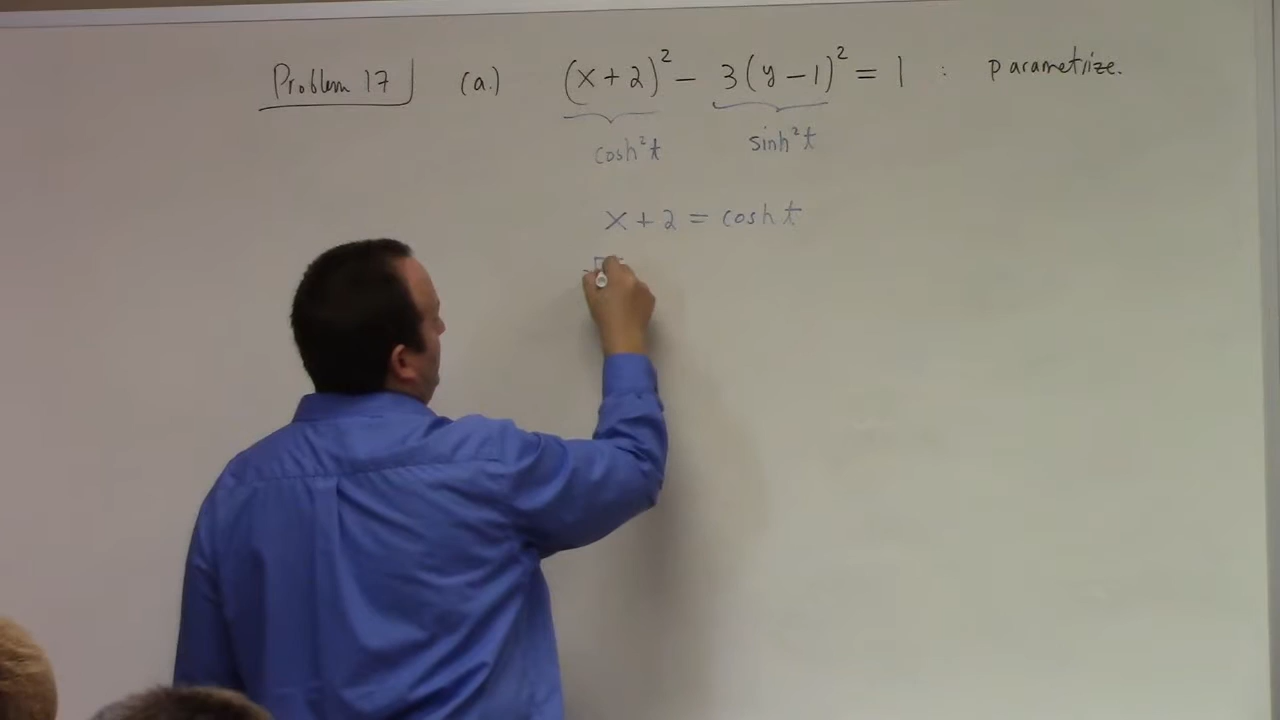 Problem 17 (a.) (x+2)² - 3(y-1)² = 1 : parametrize.
cosh²t sinh²t
x+2 = cosh t